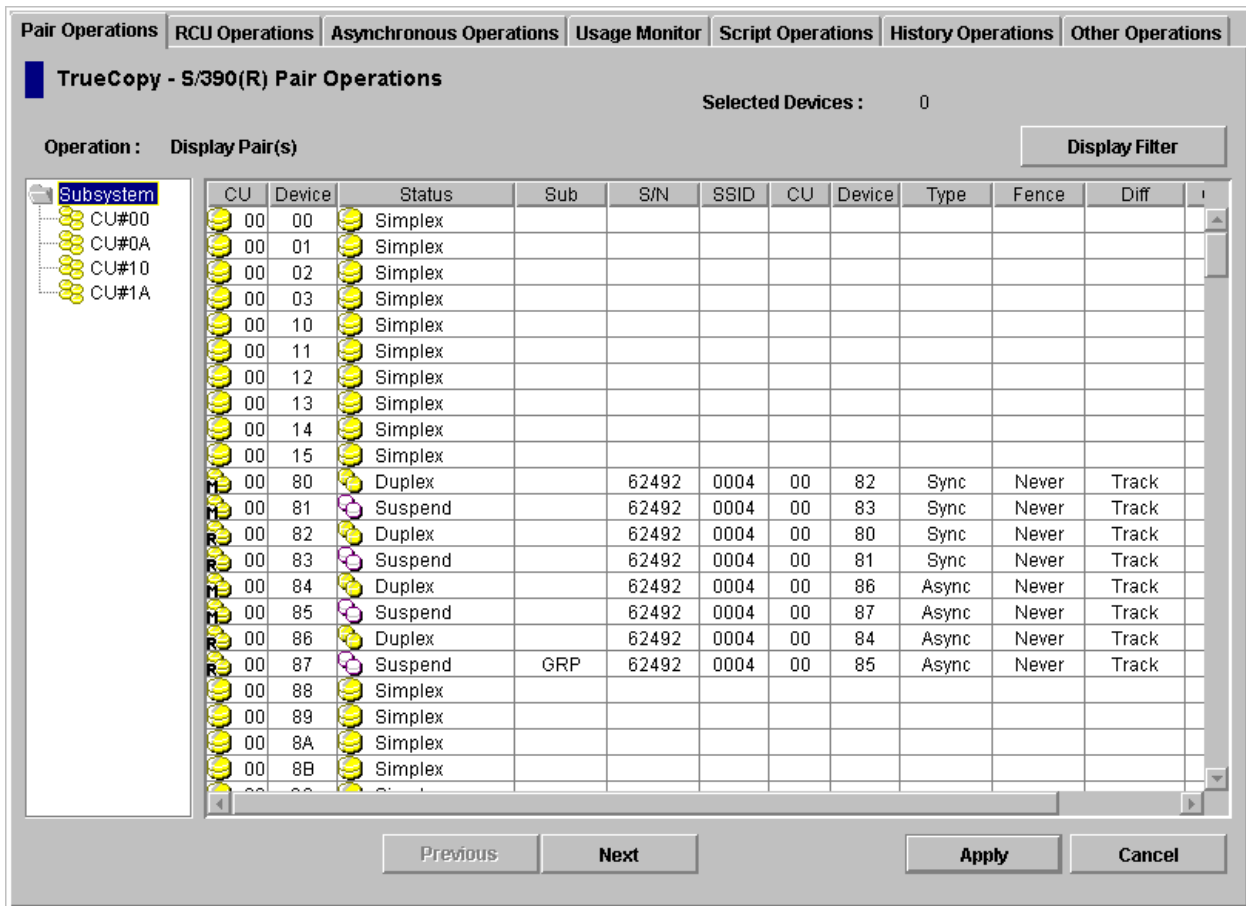 Pair Operations RCU Operations Asynchronous Operations Usage Monitor Script Operations History Operations Other Operations
TrueCopy - S/390(R) Pair Operations
Selected Devices : 0
Operation : Display Pair(s) Display Filter
Subsystem
CU#00
CU#0A
CU#10
CU#1A
CU Device Status Sub S/N SSID CU Device Type Fence Diff
00 00 Simplex
00 01 Simplex
00 02 Simplex
00 03 Simplex
00 10 Simplex
00 11 Simplex
00 12 Simplex
00 13 Simplex
00 14 Simplex
00 15 Simplex
M 00 80 Duplex 62492 0004 00 82 Sync Never Track
M 00 81 Suspend 62492 0004 00 83 Sync Never Track
R 00 82 Duplex 62492 0004 00 80 Sync Never Track
R 00 83 Suspend 62492 0004 00 81 Sync Never Track
M 00 84 Duplex 62492 0004 00 86 Async Never Track
M 00 85 Suspend 62492 0004 00 87 Async Never Track
R 00 86 Duplex 62492 0004 00 84 Async Never Track
R 00 87 Suspend GRP 62492 0004 00 85 Async Never Track
00 88 Simplex
00 89 Simplex
00 8A Simplex
00 8B Simplex
Previous Next Apply Cancel